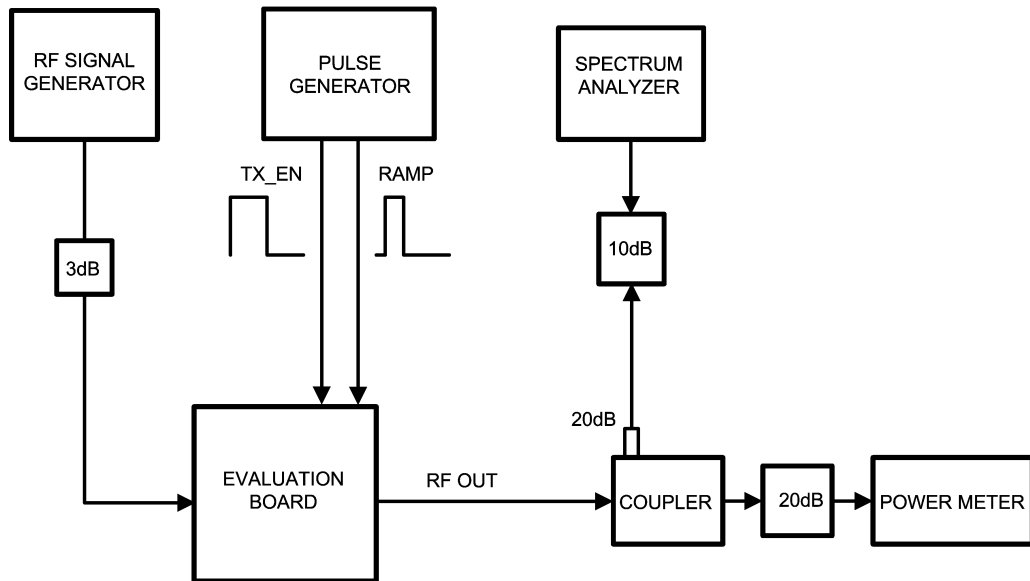 RF SIGNAL
GENERATOR
PULSE
GENERATOR
SPECTRUM
ANALYZER
TX_EN
RAMP
3dB
10dB
20dB
EVALUATION
BOARD
RF OUT
COUPLER
20dB
POWER METER